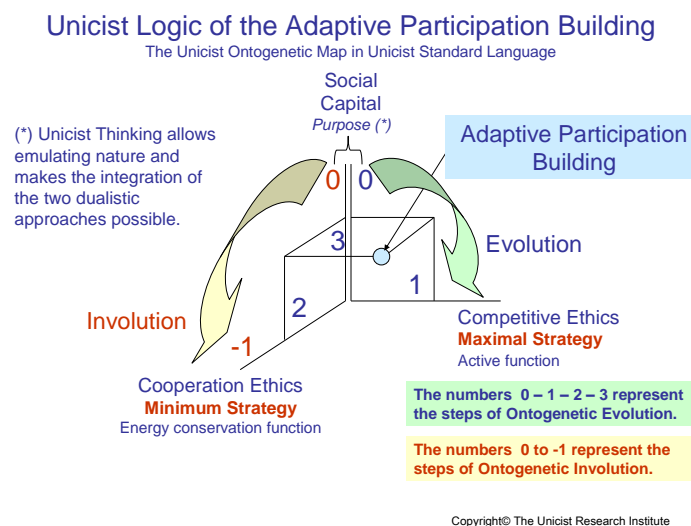 Unicist Logic of the Adaptive Participation Building
The Unicist Ontogenetic Map in Unicist Standard Language
Social
Capital
Purpose (*)
(*) Unicist Thinking allows
emulating nature and
makes the integration of
the two dualistic
approaches possible.
Adaptive Participation
Building
0
0
3
Evolution
1
2
Involution
-1
Competitive Ethics
Maximal Strategy
Active function
Cooperation Ethics
Minimum Strategy
Energy conservation function
The numbers 0 – 1 – 2 – 3 represent
the steps of Ontogenetic Evolution.
The numbers 0 to -1 represent the
steps of Ontogenetic Involution.
Copyright© The Unicist Research Institute